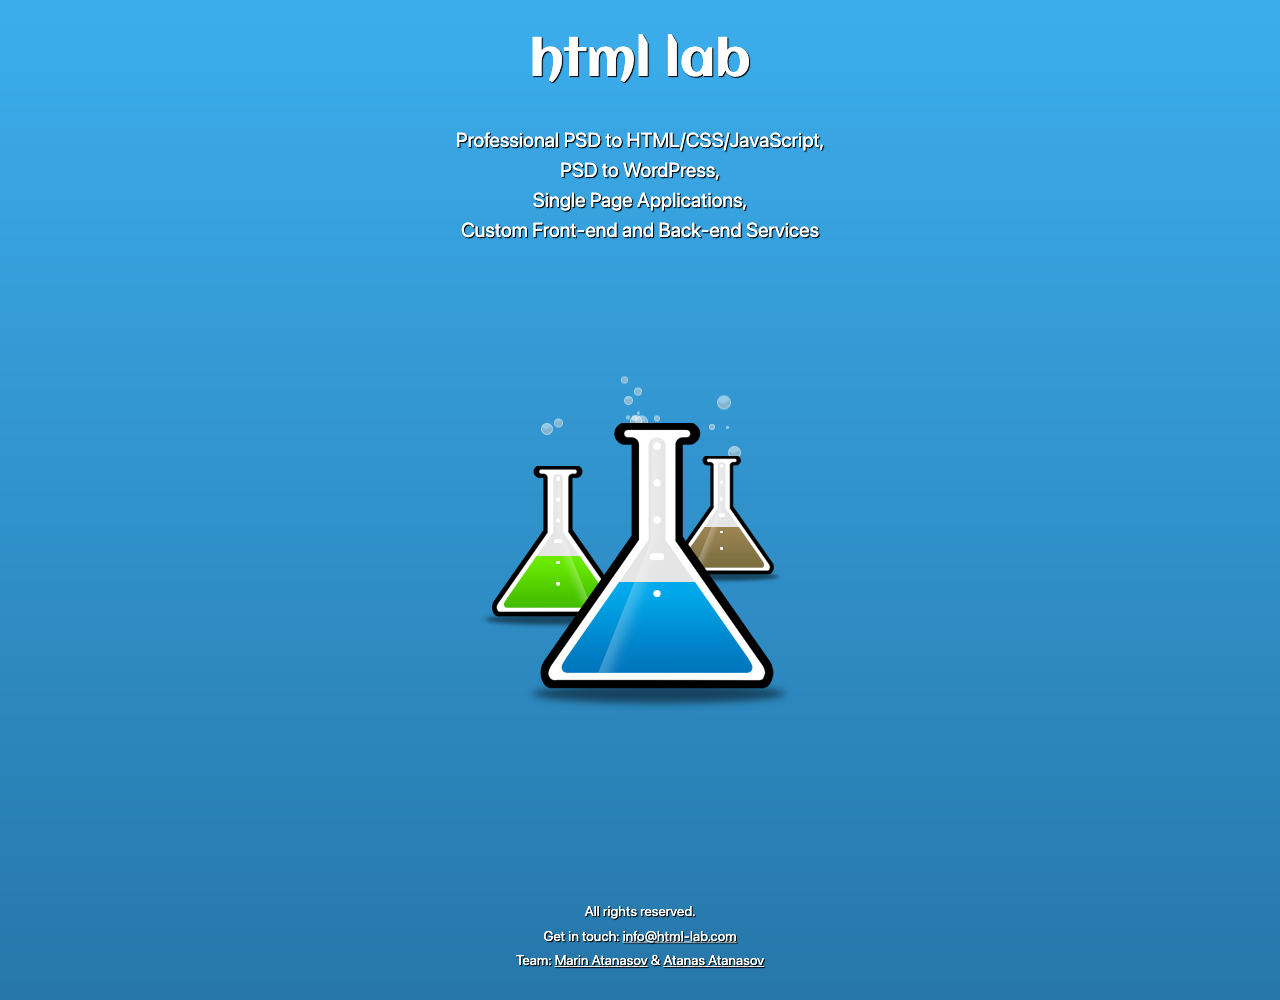 html lab
Professional PSD to HTML/CSS/JavaScript,
PSD to WordPress,
Single Page Applications,
Custom Front-end and Back-end Services
All rights reserved.
Get in touch: info@html-lab.com
Team: Marin Atanasov & Atanas Atanasov